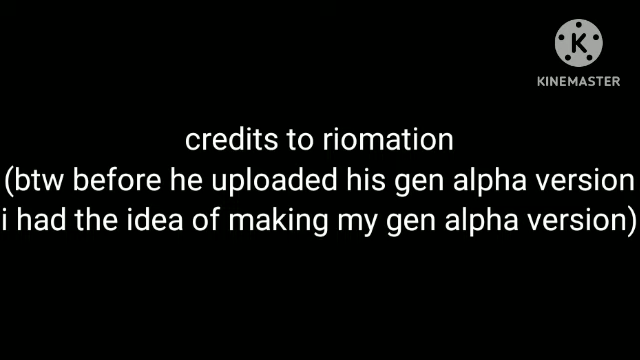 K
KINEMASTER
credits to riomation
(btw before he uploaded his gen alpha version
i had the idea of making my gen alpha version)